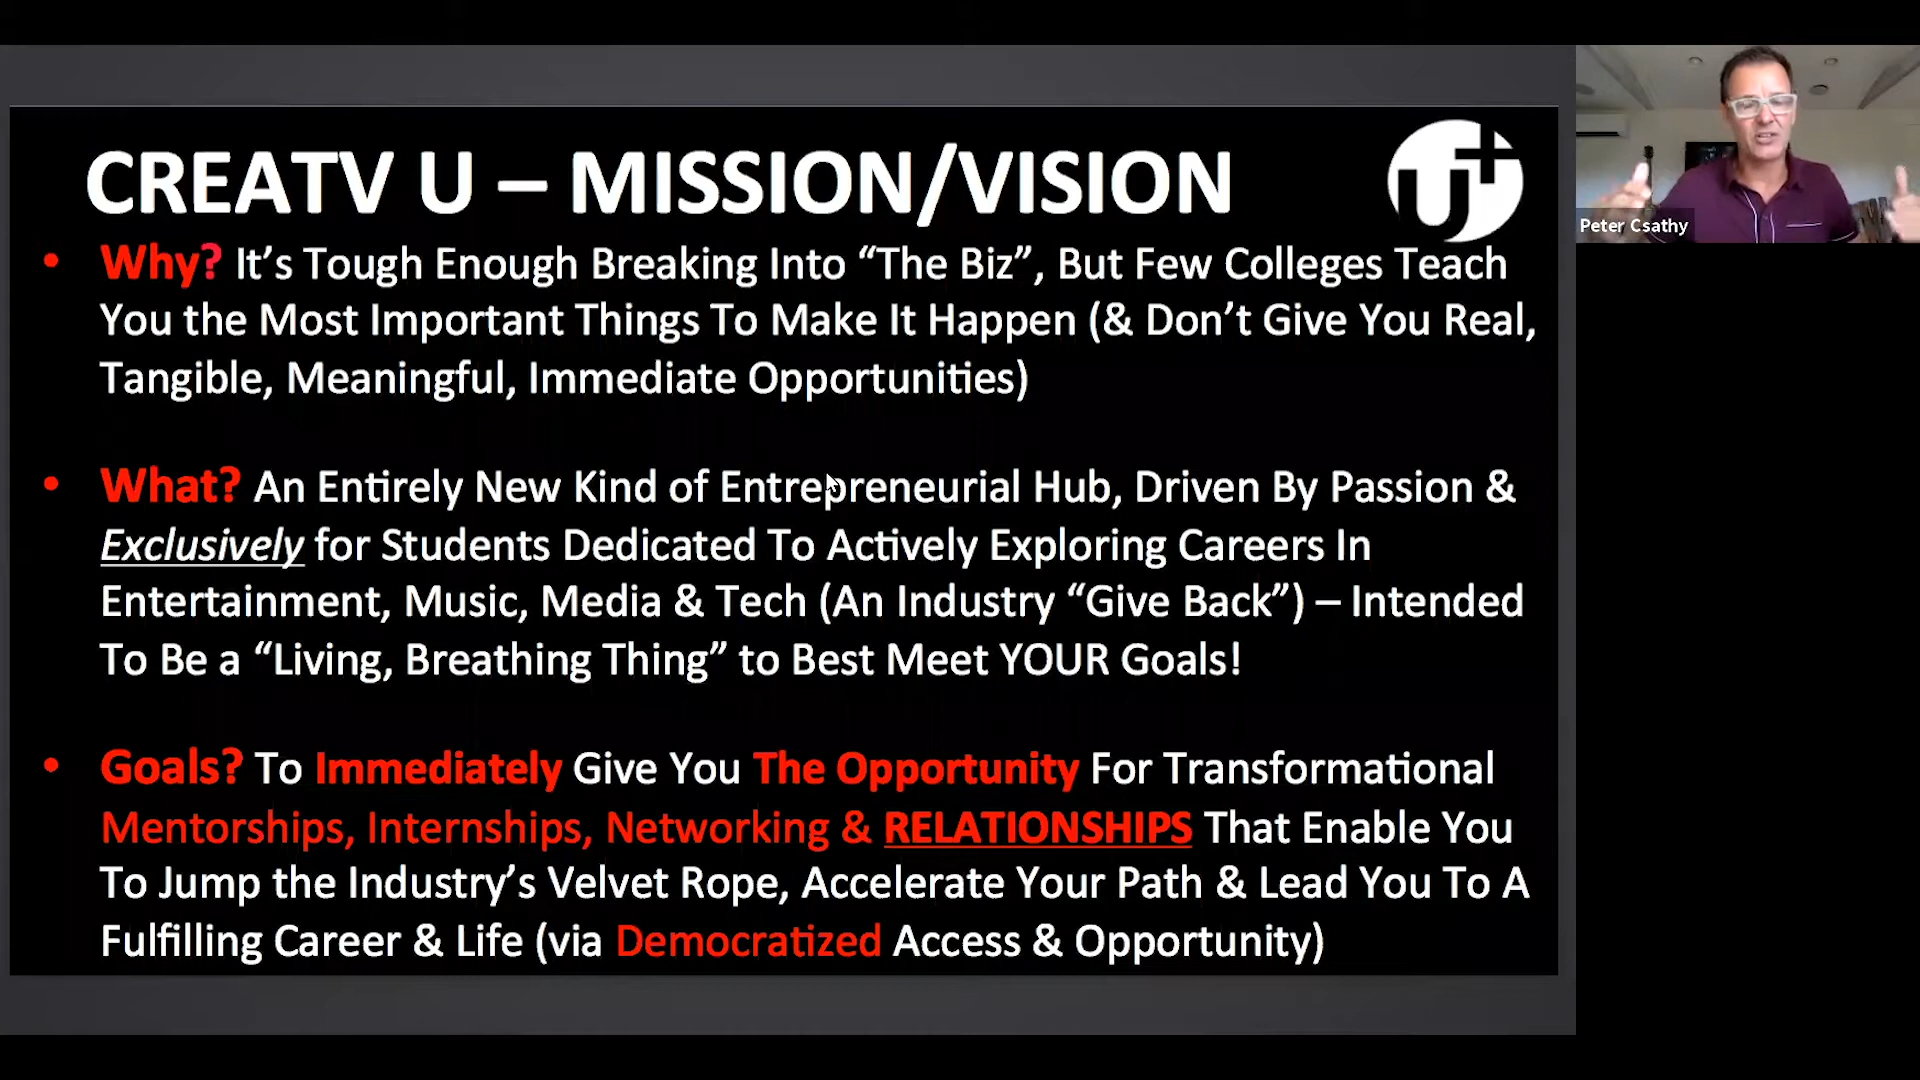 CREATV U – MISSION/VISION
Peter Csathy
• Why? It’s Tough Enough Breaking Into “The Biz”, But Few Colleges Teach
You the Most Important Things To Make It Happen (& Don’t Give You Real,
Tangible, Meaningful, Immediate Opportunities)
• What? An Entirely New Kind of Entrepreneurial Hub, Driven By Passion &
Exclusively for Students Dedicated To Actively Exploring Careers In
Entertainment, Music, Media & Tech (An Industry “Give Back”) – Intended
To Be a “Living, Breathing Thing” to Best Meet YOUR Goals!
• Goals? To Immediately Give You The Opportunity For Transformational
Mentorships, Internships, Networking & RELATIONSHIPS That Enable You
To Jump the Industry’s Velvet Rope, Accelerate Your Path & Lead You To A
Fulfilling Career & Life (via Democratized Access & Opportunity)